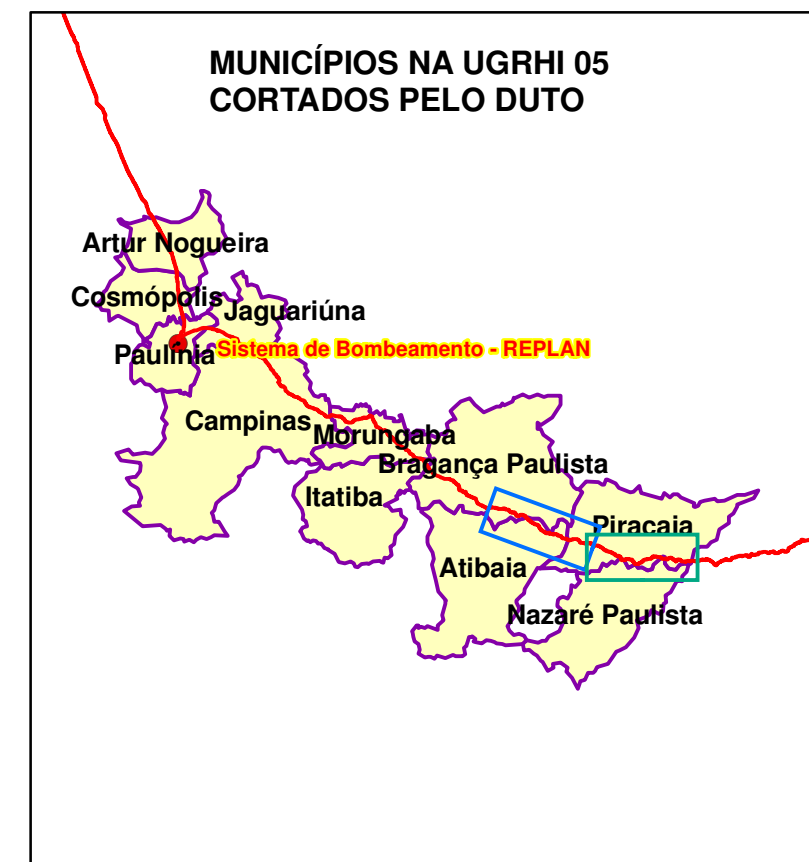 MUNICÍPIOS NA UGRHI 05
CORTADOS PELO DUTO
Artur Nogueira
Cosmópolis
Jaguariúna
Paulínia
Sistema de Bombeamento - REPLAN
Campinas
Morungaba
Bragança Paulista
Itatiba
Piracaia
Atibaia
Nazaré Paulista